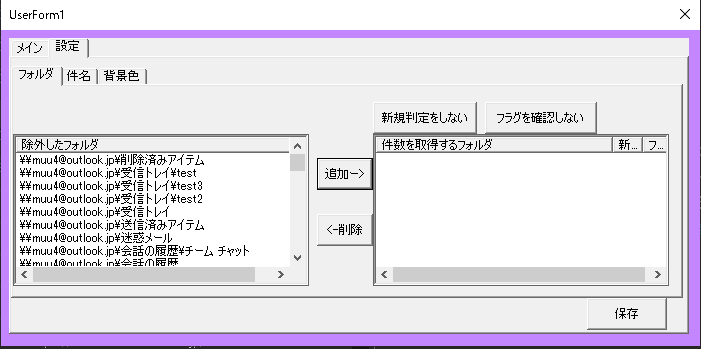 UserForm1
メイン 設定
フォルダ 件名 背景色
新規判定をしない フラグを確認しない
除外したフォルダ
¥¥muu4@outlook.jp¥削除済みアイテム
¥¥muu4@outlook.jp¥受信トレイ¥test
¥¥muu4@outlook.jp¥受信トレイ¥test3
¥¥muu4@outlook.jp¥受信トレイ¥test2
¥¥muu4@outlook.jp¥受信トレイ
¥¥muu4@outlook.jp¥送信済みアイテム
¥¥muu4@outlook.jp¥迷惑メール
¥¥muu4@outlook.jp¥会話の履歴¥チーム チャット
¥¥muu4@outlook.jp¥会話の履歴
追加->
<-削除
件数を取得するフォルダ 新... フ...
保存